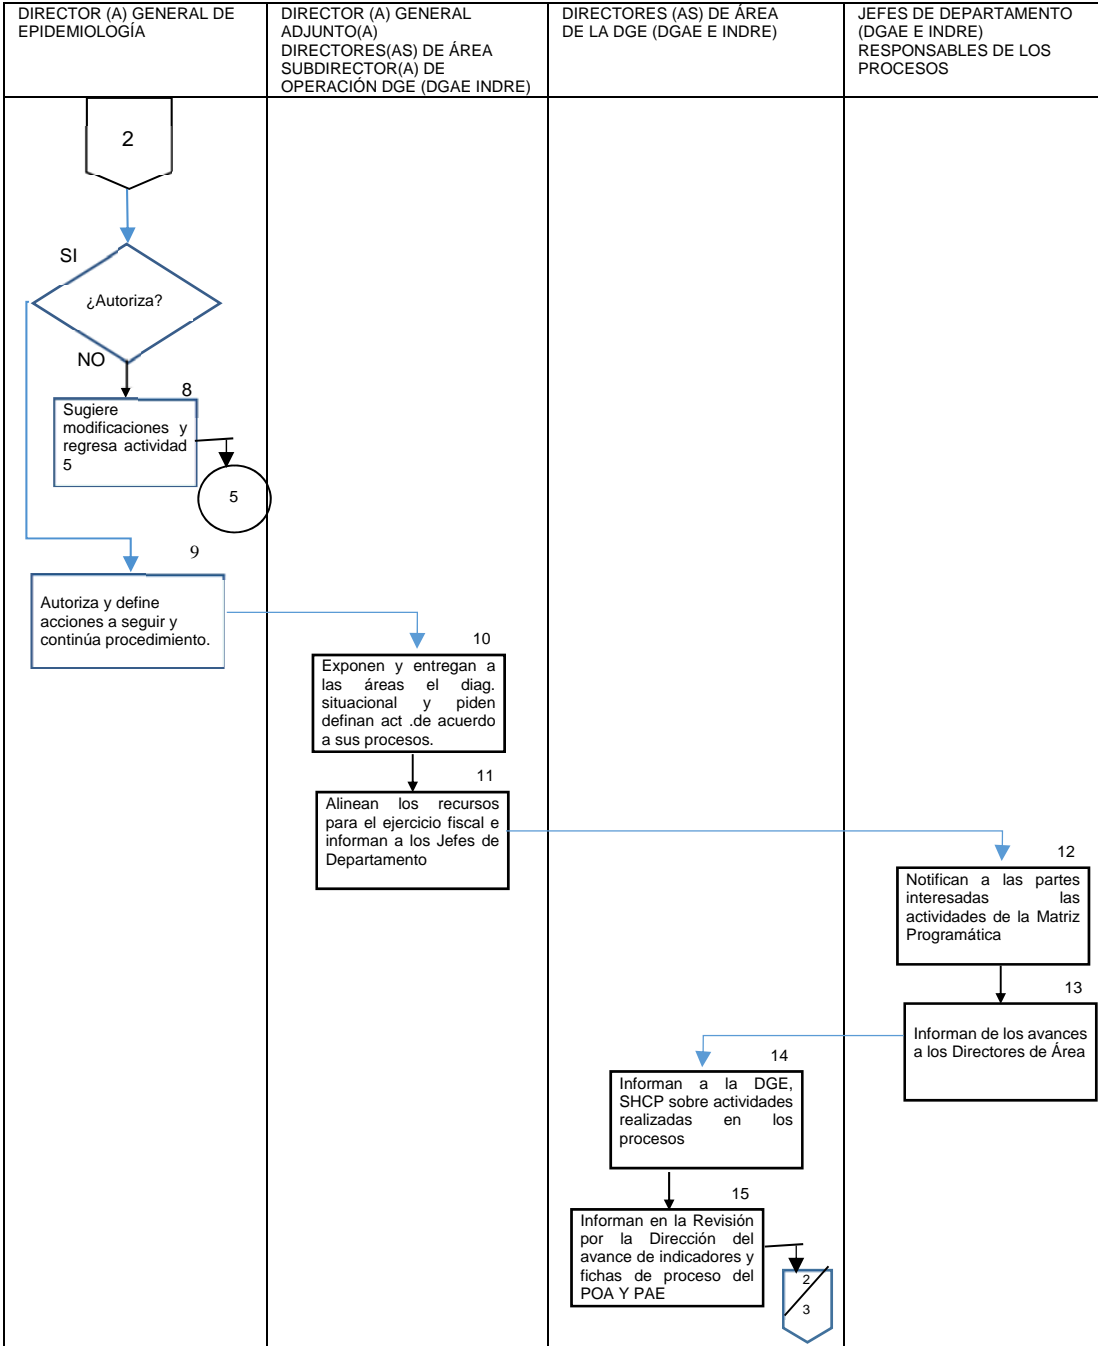 DIRECTOR (A) GENERAL DE
EPIDEMIOLOGÍA
DIRECTOR (A) GENERAL
ADJUNTO(A)
DIRECTORES(AS) DE ÁREA
SUBDIRECTOR(A) DE
OPERACIÓN DGE (DGAE INDRE)
DIRECTORES (AS) DE ÁREA
DE LA DGE (DGAE E INDRE)
JEFES DE DEPARTAMENTO
(DGAE E INDRE)
RESPONSABLES DE LOS
PROCESOS
2
SI
¿Autoriza?
NO
8
Sugiere
modificaciones y
regresa actividad
5
5
9
Autoriza y define
acciones a seguir y
continúa procedimiento.
10
Exponen y entregan a
las áreas el diag.
situacional y piden
definan act .de acuerdo
a sus procesos.
11
Alinean los recursos
para el ejercicio fiscal e
informan a los Jefes de
Departamento
12
Notifican a las partes
interesadas las
actividades de la Matriz
Programática
13
Informan de los avances
a los Directores de Área
14
Informan a la DGE,
SHCP sobre actividades
realizadas en los
procesos
15
Informan en la Revisión
por la Dirección del
avance de indicadores y
fichas de proceso del
POA Y PAE
2
3